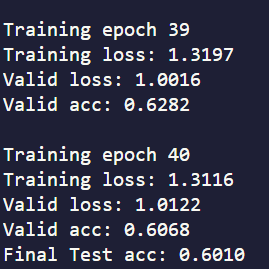 Training epoch 39
Training loss: 1.3197
Valid loss: 1.0016
Valid acc: 0.6282
Training epoch 40
Training loss: 1.3116
Valid loss: 1.0122
Valid acc: 0.6068
Final Test acc: 0.6010